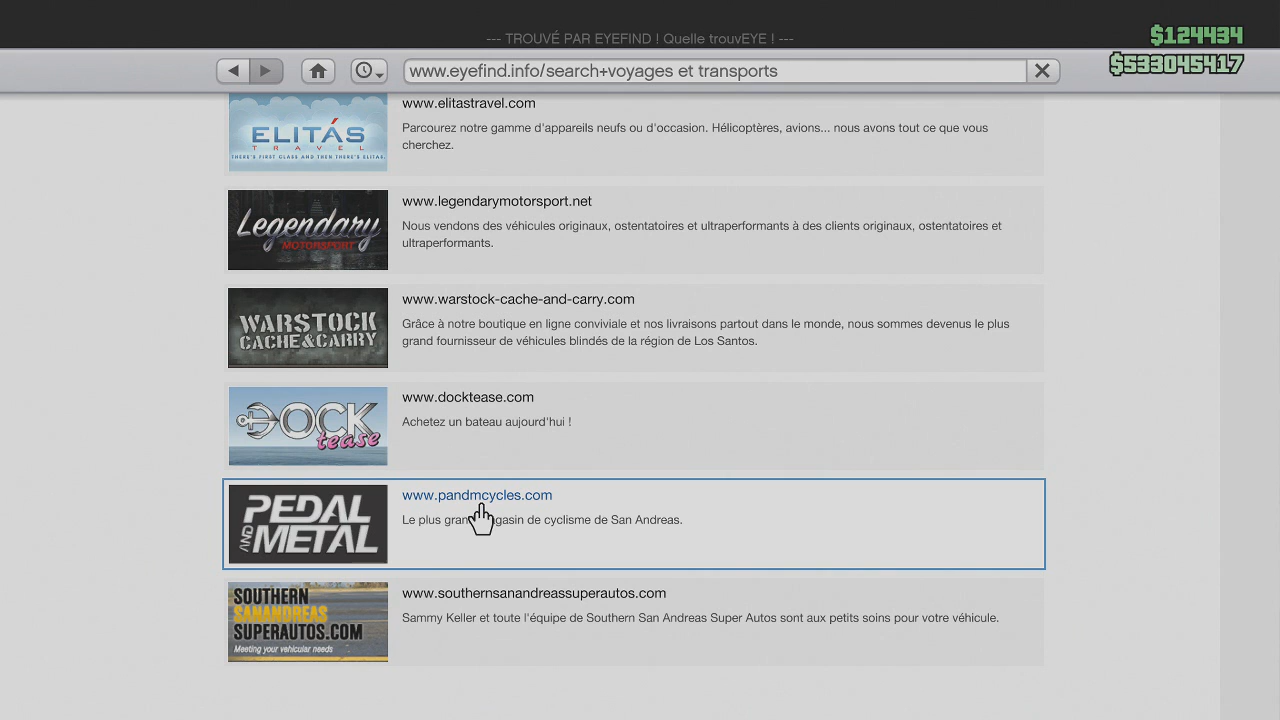 --- TROUVÉ PAR EYEFIND ! Quelle trouvEYE ! ---
$124434
$533045417
www.eyefind.info/search+voyages et transports
ELITÁS
TRAVEL
THERE'S FIRST CLASS AND THEN THERE'S ELITAS.
www.elitastravel.com
Parcourez notre gamme d'appareils neufs ou d'occasion. Hélicoptères, avions... nous avons tout ce que vous
cherchez.
Legendary
MOTORSPORT
www.legendarymotorsport.net
Nous vendons des véhicules originaux, ostentatoires et ultraperformants à des clients originaux, ostentatoires et
ultraperformants.
WARSTOCK
CACHE&CARRY
www.warstock-cache-and-carry.com
Grâce à notre boutique en ligne conviviale et nos livraisons partout dans le monde, nous sommes devenus le plus
grand fournisseur de véhicules blindés de la région de Los Santos.
DOCK
tease
www.docktease.com
Achetez un bateau aujourd'hui !
PEDAL
AND METAL
www.pandmcycles.com
Le plus gran gasin de cyclisme de San Andreas.
SOUTHERN
SANANDREAS
SUPERAUTOS.COM
Meeting your vehicular needs
www.southernsanandreassuperautos.com
Sammy Keller et toute l'équipe de Southern San Andreas Super Autos sont aux petits soins pour votre véhicule.